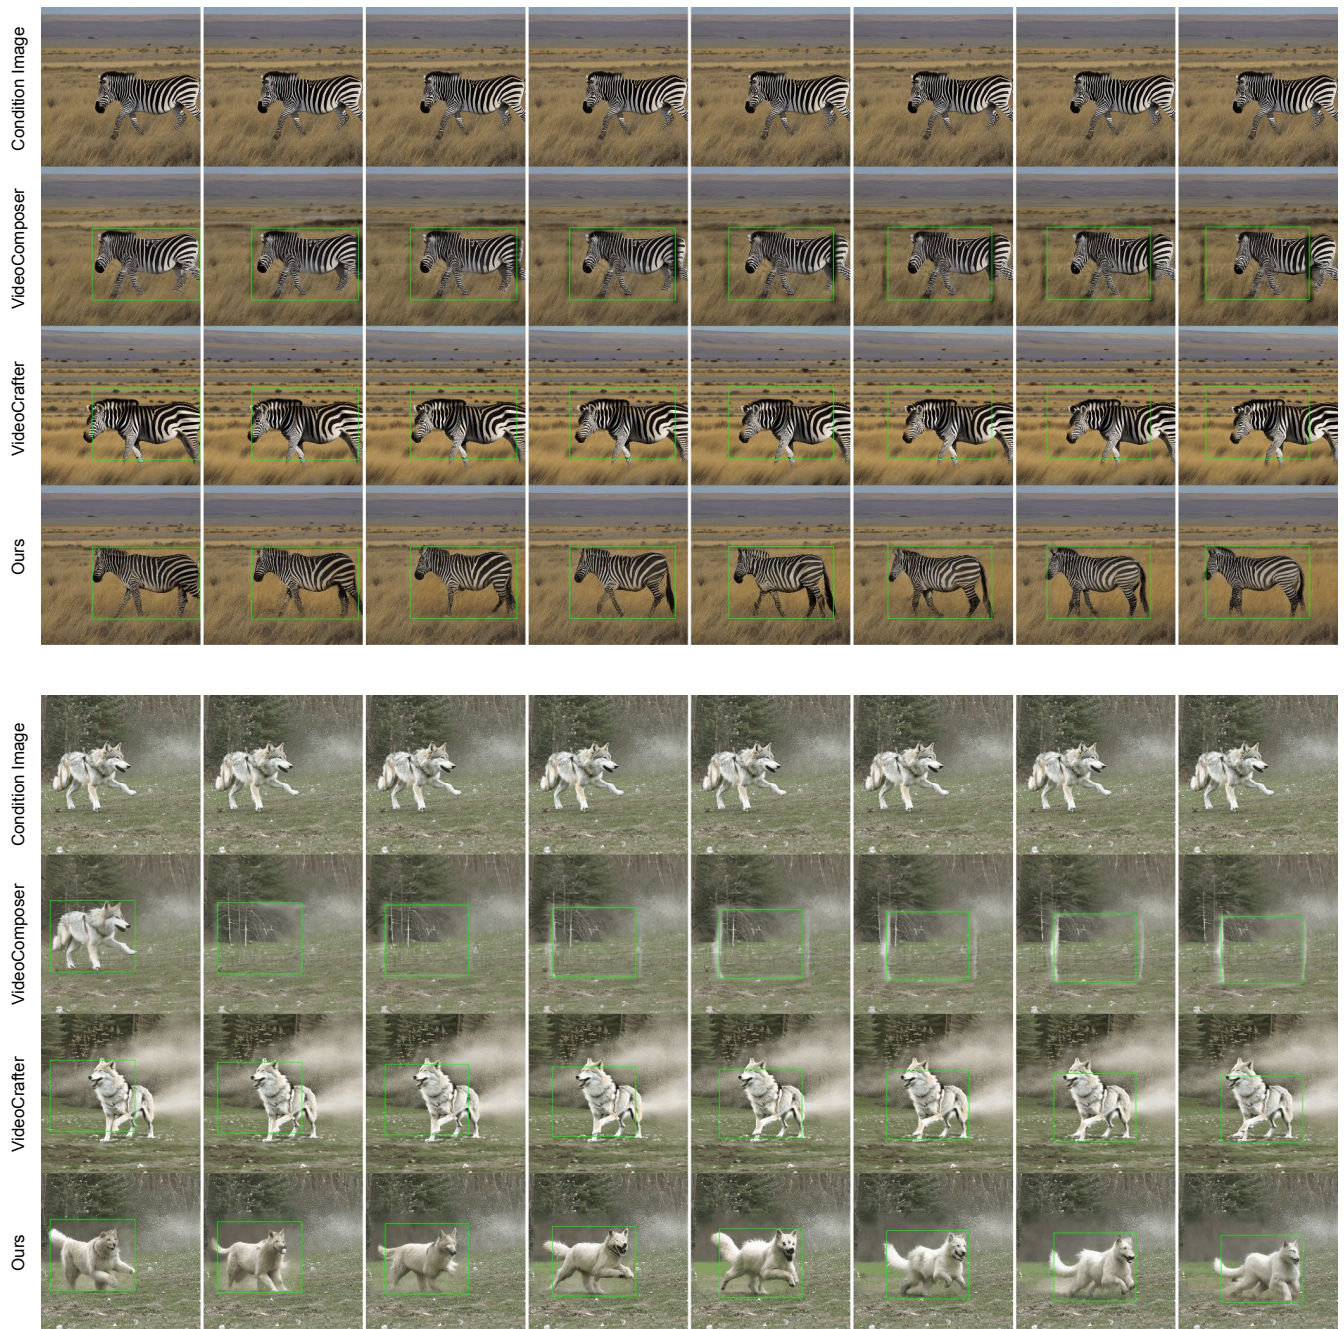 Condition Image
VideoComposer
VideoCrafter
Ours
Condition Image
VideoComposer
VideoCrafter
Ours